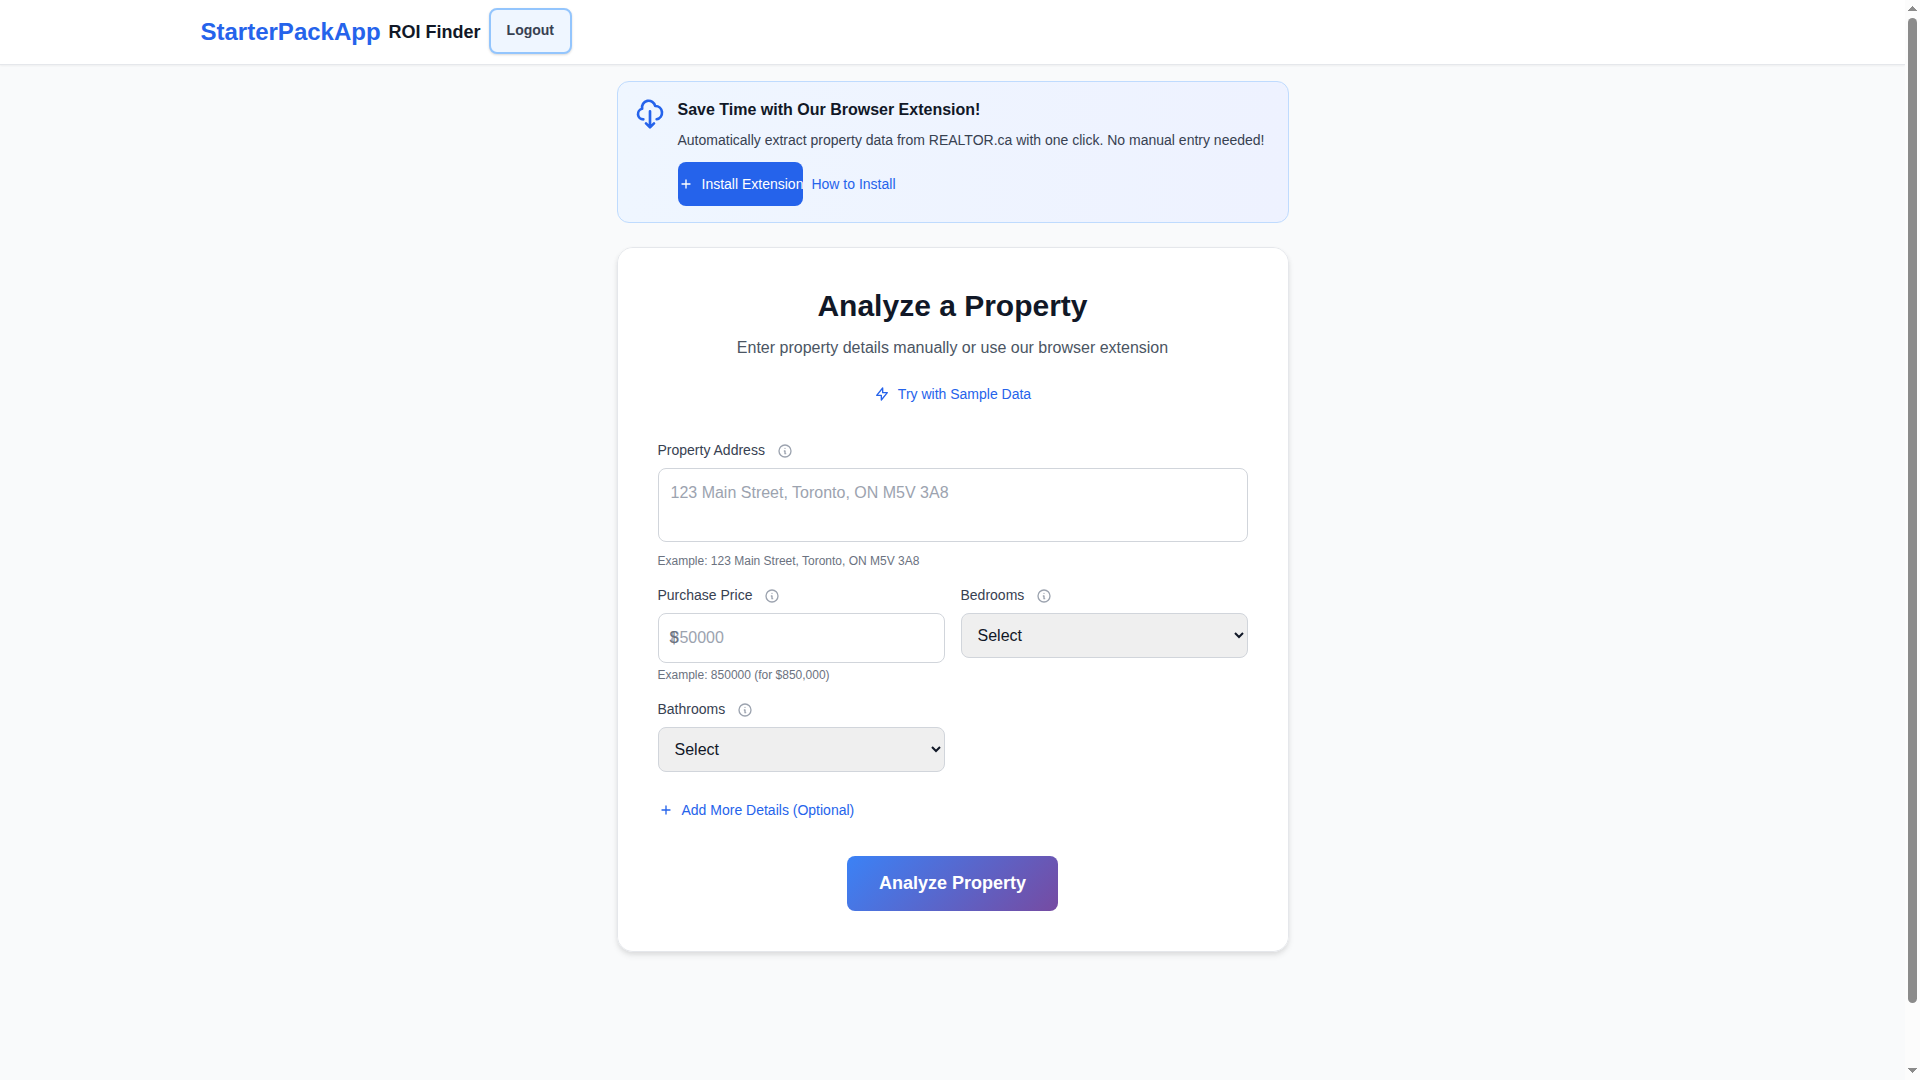 StarterPackApp ROI Finder Logout
Save Time with Our Browser Extension!
Automatically extract property data from REALTOR.ca with one click. No manual entry needed!
Install Extension How to Install
Analyze a Property
Enter property details manually or use our browser extension
Try with Sample Data
Property Address
123 Main Street, Toronto, ON M5V 3A8
Example: 123 Main Street, Toronto, ON M5V 3A8
Purchase Price Bedrooms
$50000 Select
Example: 850000 (for $850,000)
Bathrooms
Select
Add More Details (Optional)
Analyze Property